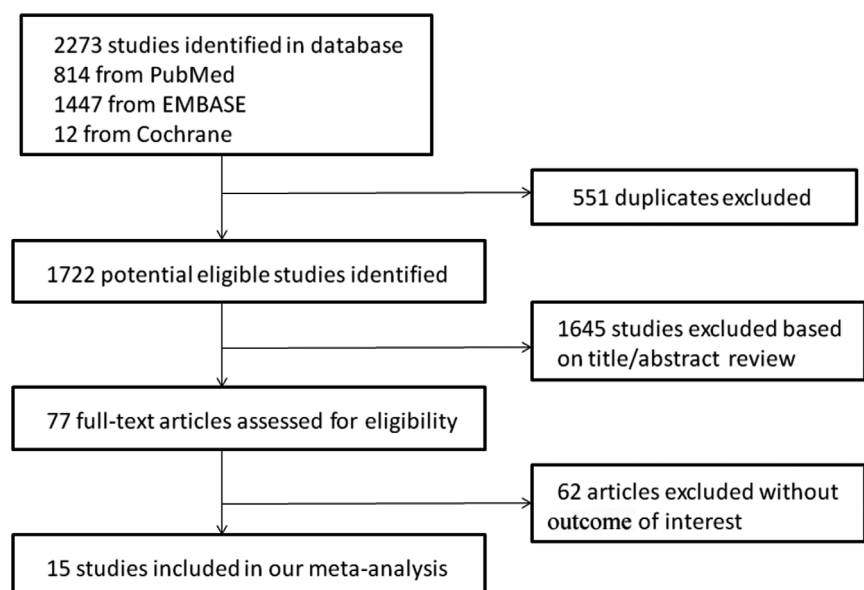 2273 studies identified in database
814 from PubMed
1447 from EMBASE
12 from Cochrane
551 duplicates excluded
1722 potential eligible studies identified
1645 studies excluded based
on title/abstract review
77 full-text articles assessed for eligibility
62 articles excluded without
outcome of interest
15 studies included in our meta-analysis